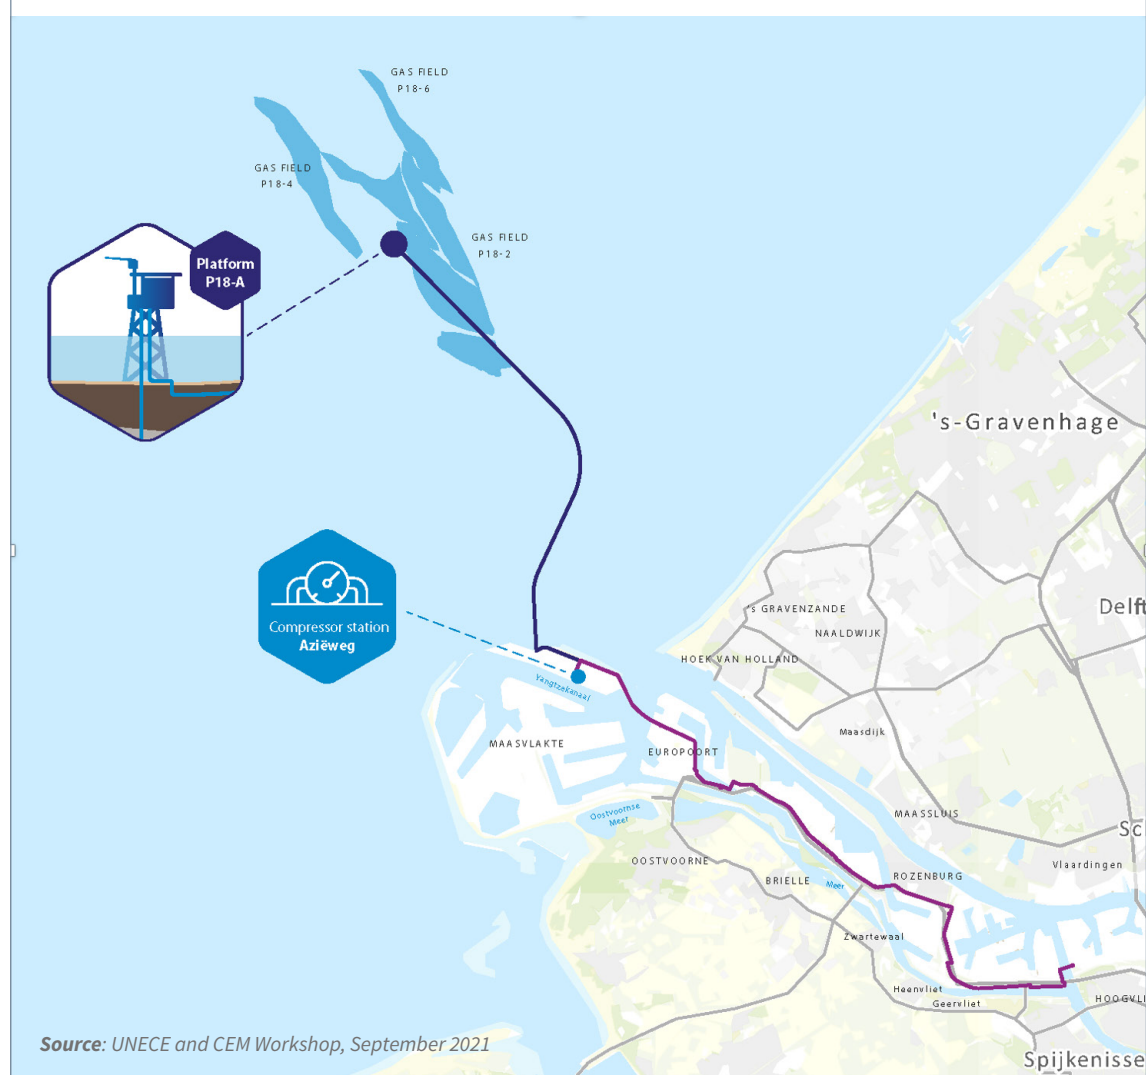 GAS FIELD
P18-6
GAS FIELD
P18-4
GAS FIELD
P18-2
Platform
P18-A
's-Gravenhage
Compressor station
Aziëweg
Delft
's GRAVENZANDE
NAALDWIJK
HOEK VAN HOLLAND
Yangtzekanaal
Maasdijk
MAASVLAKTE
EUROPOORT
Oostvoornse
Meer
MAASSLUIS
Sc
OOSTVOORNE
Vlaardingen
BRIELLE
Meer
ROZENBURG
Zwartewaal
Heenvliet
Geervliet
HOOGVLI
Source: UNECE and CEM Workshop, September 2021
Spijkenisse